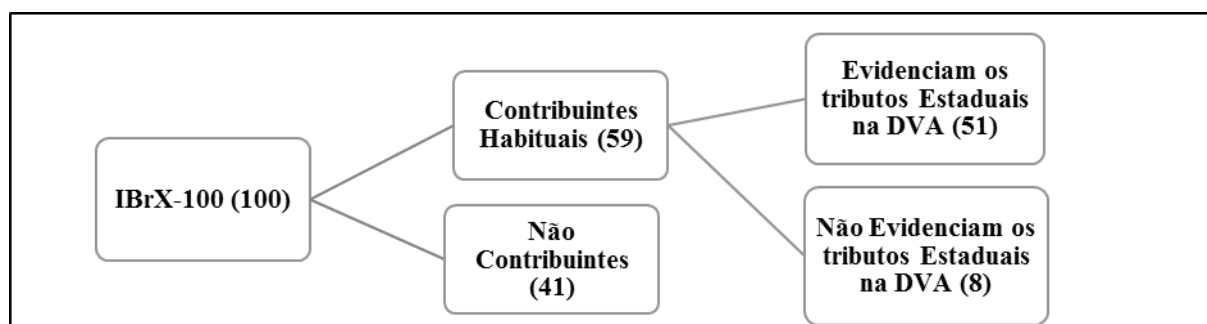 IBrX-100 (100)
Contribuintes
Habituais (59)
Não
Contribuintes
(41)
Evidenciam os
tributos Estaduais
na DVA (51)
Não Evidenciam os
tributos Estaduais
na DVA (8)